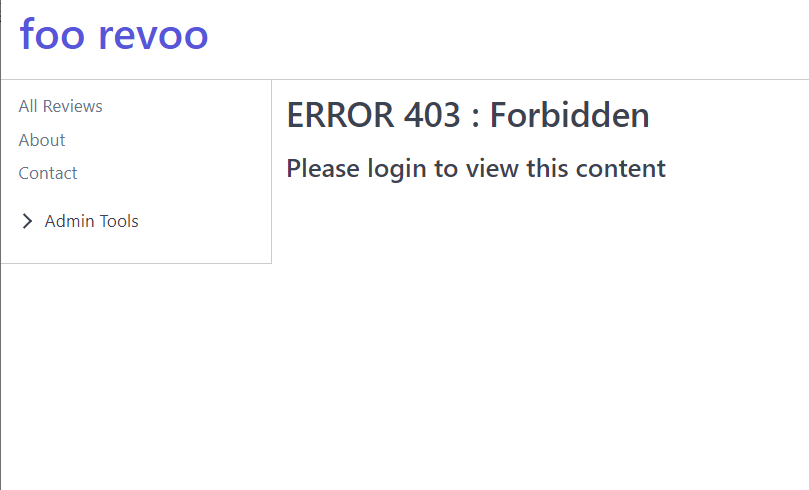 foo revoo
All Reviews
About
Contact
Admin Tools
ERROR 403 : Forbidden
Please login to view this content